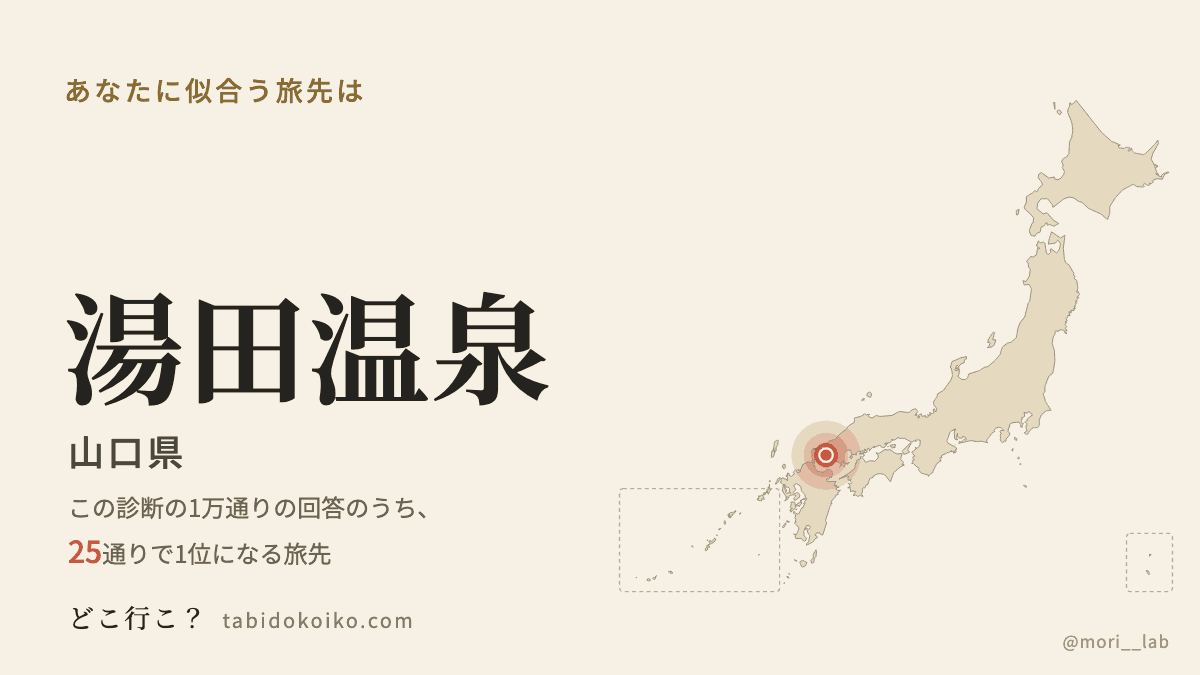 あなたに似合う旅先は
湯田温泉
山口県
この診断の1万通りの回答のうち、
25通りで1位になる旅先
どこ行こ？ tabidokoiko.com
@mori__lab